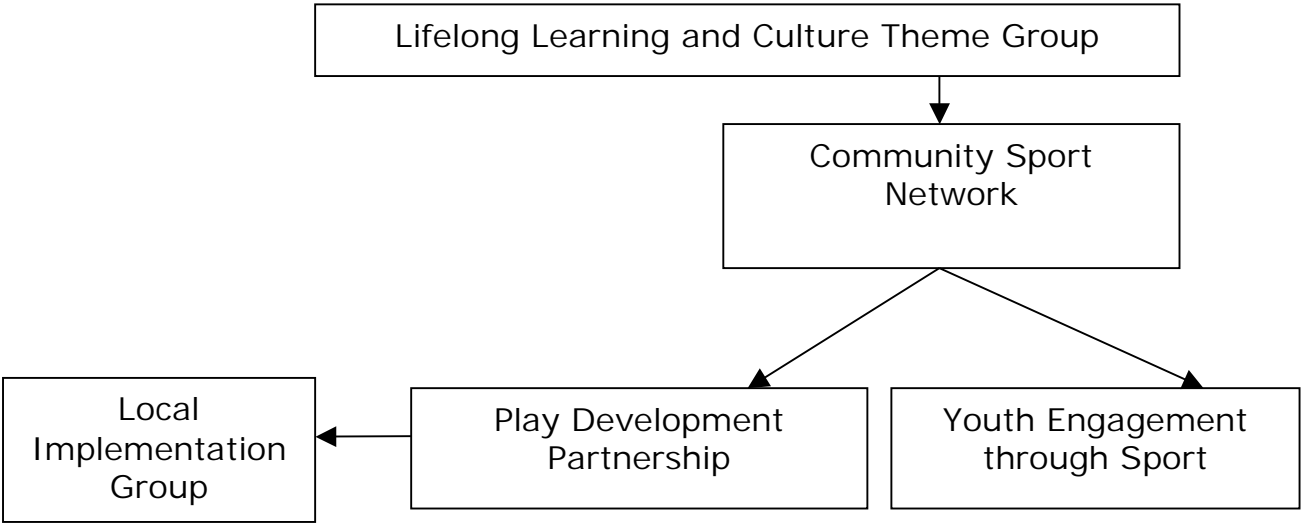 Lifelong Learning and Culture Theme Group
Community Sport
Network
Local
Implementation
Group
Play Development
Partnership
Youth Engagement
through Sport